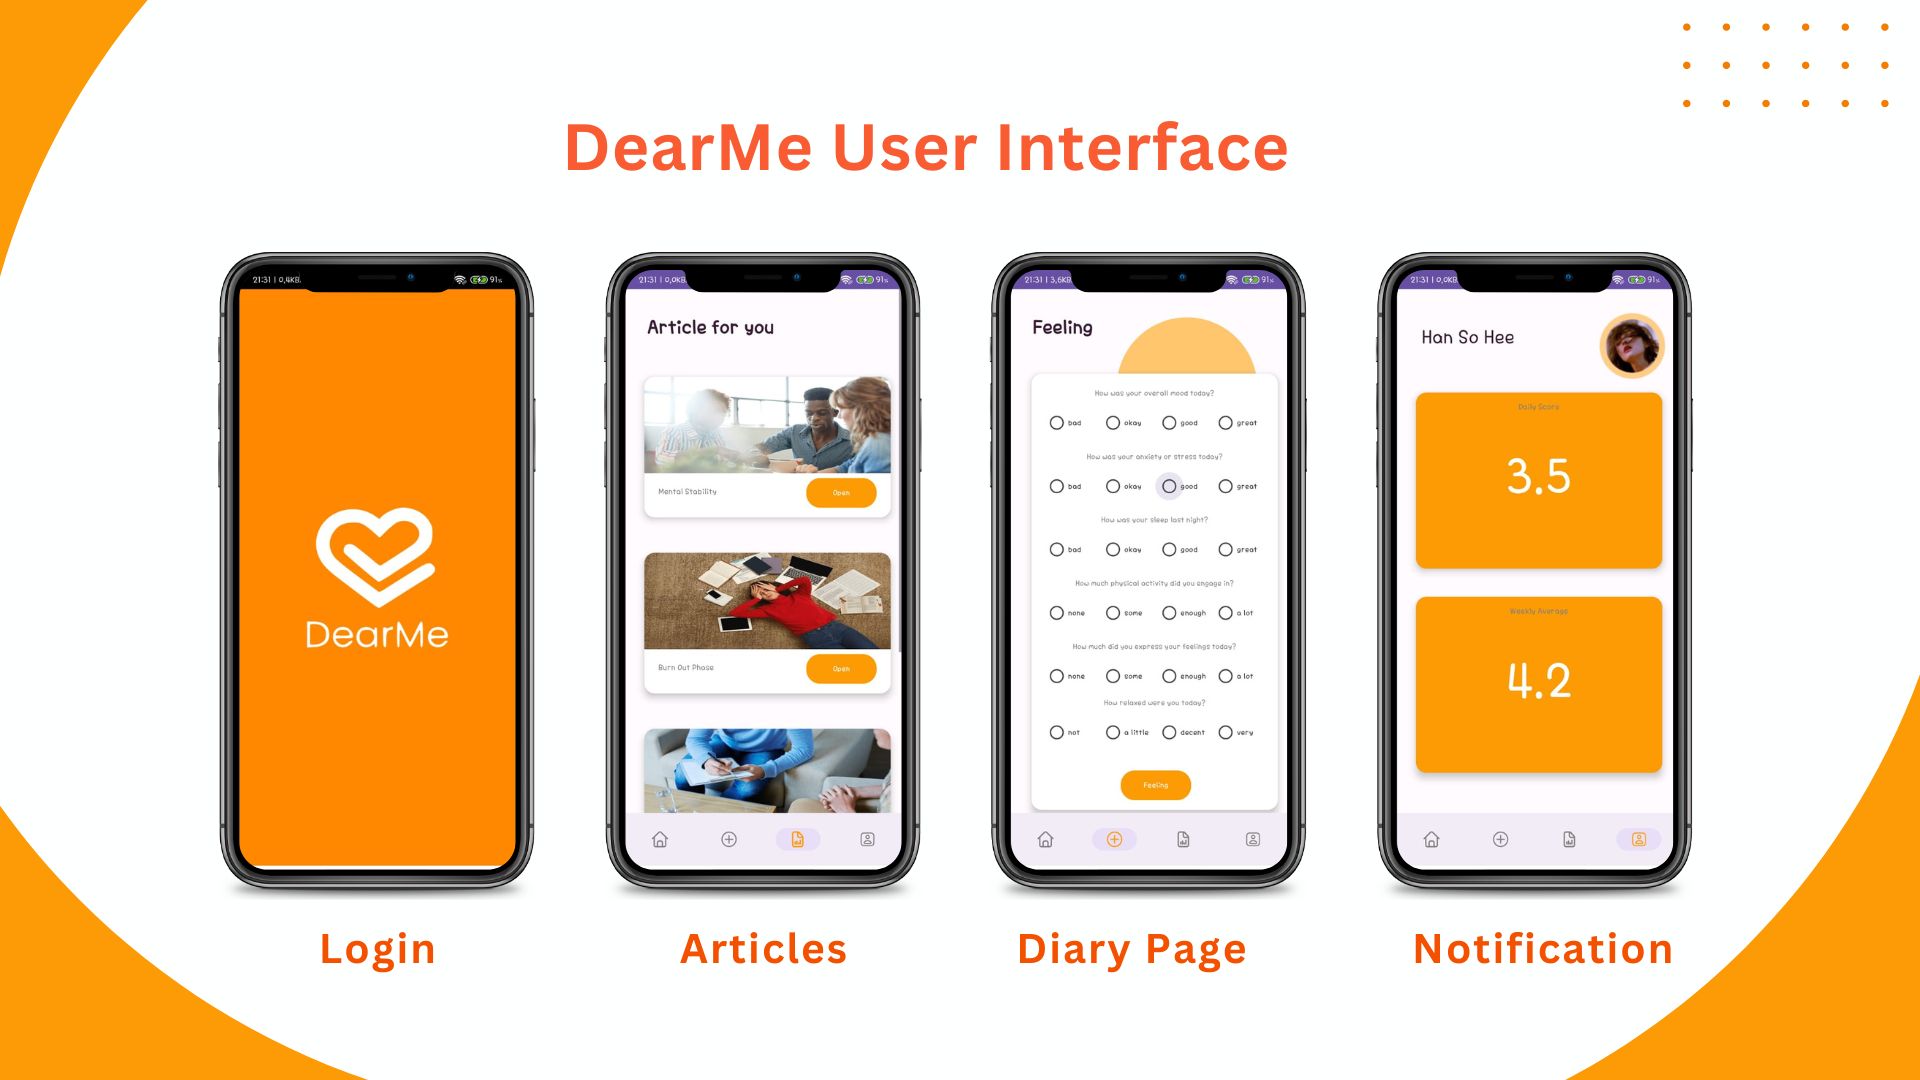 DearMe User Interface
21:31 | 0,4KB
91%
DearMe
Login
21:31 | 0,0KB
91%
Article for you
Mental Stability
Open
Burn Out Phase
Open
Articles
21:31 | 3,6KB
91%
Feeling
How was your overall mood today?
bad okay good great
How was your anxiety or stress today?
bad okay good great
How was your sleep last night?
bad okay good great
How much physical activity did you engage in?
none some enough a lot
How much did you express your feelings today?
none some enough a lot
How relaxed were you today?
not a little decent very
Feeling
Diary Page
21:31 | 0,0KB
91%
Han So Hee
Daily Score
3.5
Weekly Average
4.2
Notification